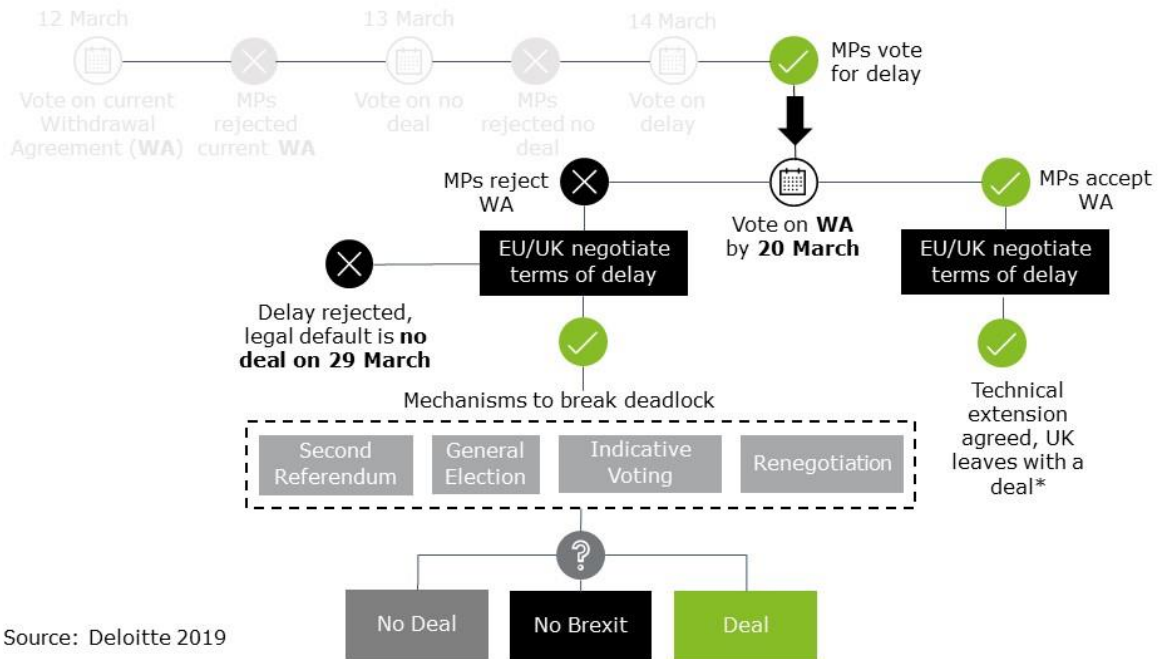 12 March
13 March
14 March
Vote on current
Withdrawal
Agreement (WA)
MPs
rejected
current WA
Vote on no
deal
MPs
rejected no
deal
Vote on
delay
MPs vote
for delay
MPs reject
WA
Vote on WA
by 20 March
MPs accept
WA
EU/UK negotiate
terms of delay
EU/UK negotiate
terms of delay
Delay rejected,
legal default is no
deal on 29 March
Technical
extension
agreed, UK
leaves with a
deal*
Mechanisms to break deadlock
Second
Referendum
General
Election
Indicative
Voting
Renegotiation
?
No Deal
No Brexit
Deal
Source: Deloitte 2019